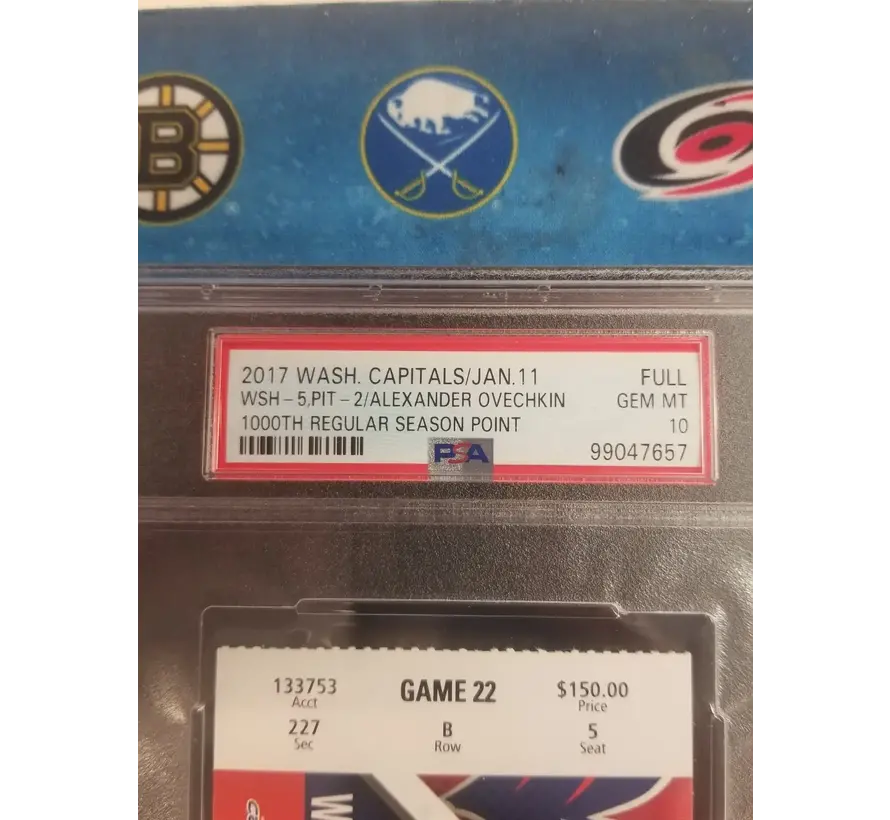 B
2017 WASH. CAPITALS/JAN.11 FULL
WSH-5,PIT-2/ALEXANDER OVECHKIN GEM MT
1000TH REGULAR SEASON POINT 10
PSA 99047657
133753 GAME 22 $150.00
Acct Price
227 B 5
Sec Row Seat
W